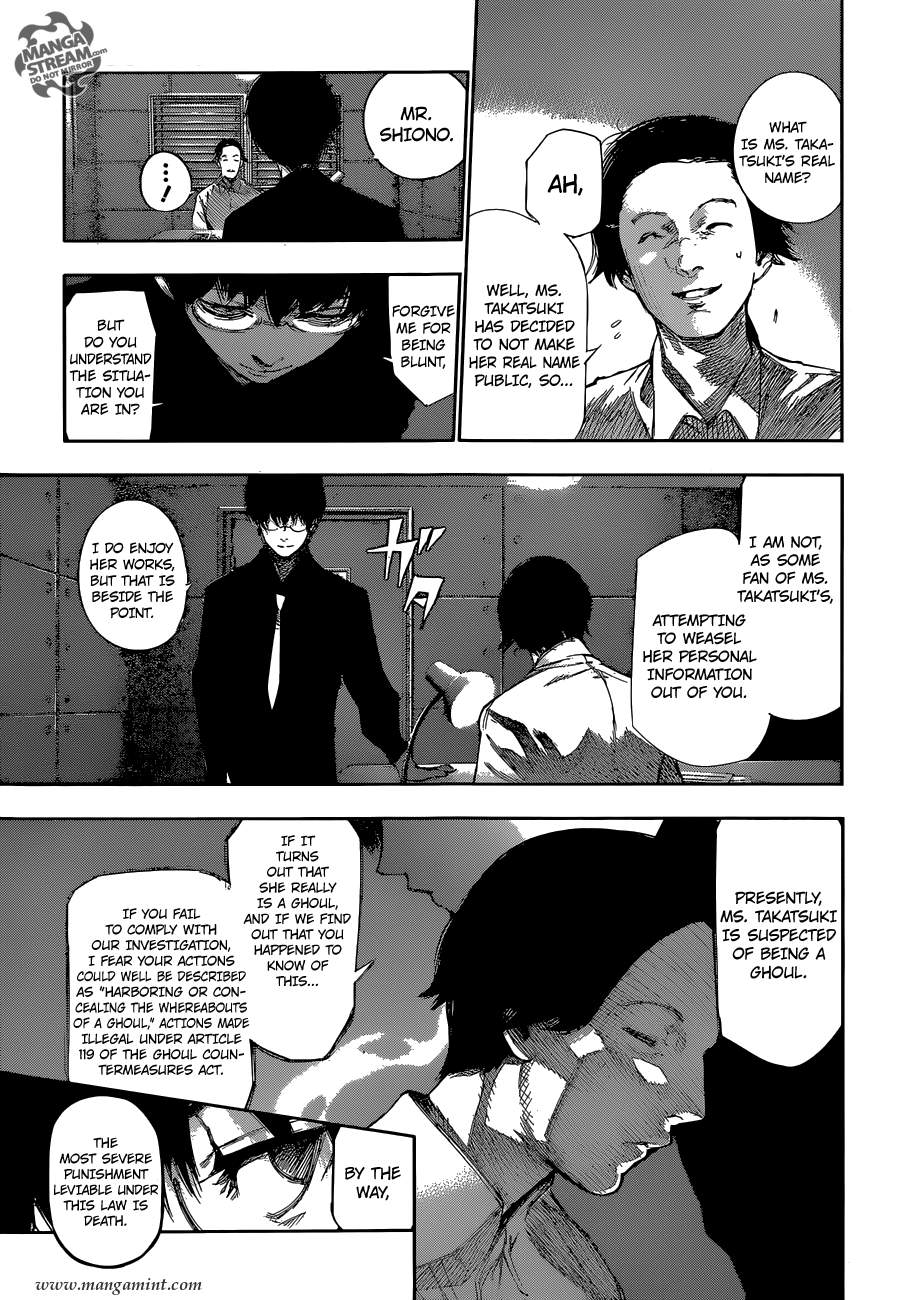 WHAT
IS MS. TAKA-
TSUKI'S REAL
NAME?
AH,
WELL, MS.
TAKATSUKI
HAS DECIDED
TO NOT MAKE
HER REAL NAME
PUBLIC, SO...
MANGA
STREAM.com
DO NOT MIRROR
MR.
SHIONO.
...!
FORGIVE
ME FOR
BEING
BLUNT,
BUT
DO YOU
UNDERSTAND
THE SITUA-
TION YOU
ARE IN?
I AM NOT,
AS SOME
FAN OF MS.
TAKATSUKI'S,
ATTEMPTING
TO WEASEL
HER PERSONAL
INFORMATION
OUT OF YOU.
ガタ
I DO ENJOY
HER WORKS,
BUT THAT IS
BESIDE THE
POINT.
PRESENTLY,
MS. TAKATSUKI
IS SUSPECTED
OF BEING A
GHOUL.
IF IT
TURNS
OUT THAT
SHE REALLY
IS A GHOUL,
AND IF WE FIND
OUT THAT YOU
HAPPENED TO
KNOW OF
THIS...
IF YOU FAIL
TO COMPLY WITH
OUR INVESTIGATION,
I FEAR YOUR ACTIONS
COULD WELL BE DESCRIBED
AS "HARBORING OR CON-
CEALING THE WHEREABOUTS
OF A GHOUL," ACTIONS MADE
ILLEGAL UNDER ARTICLE
119 OF THE GHOUL COUN-
TERMEASURES ACT.
BY THE
WAY,
THE
MOST SEVERE
PUNISHMENT
LEVIABLE UNDER
THIS LAW IS
DEATH.
www.mangamint.com